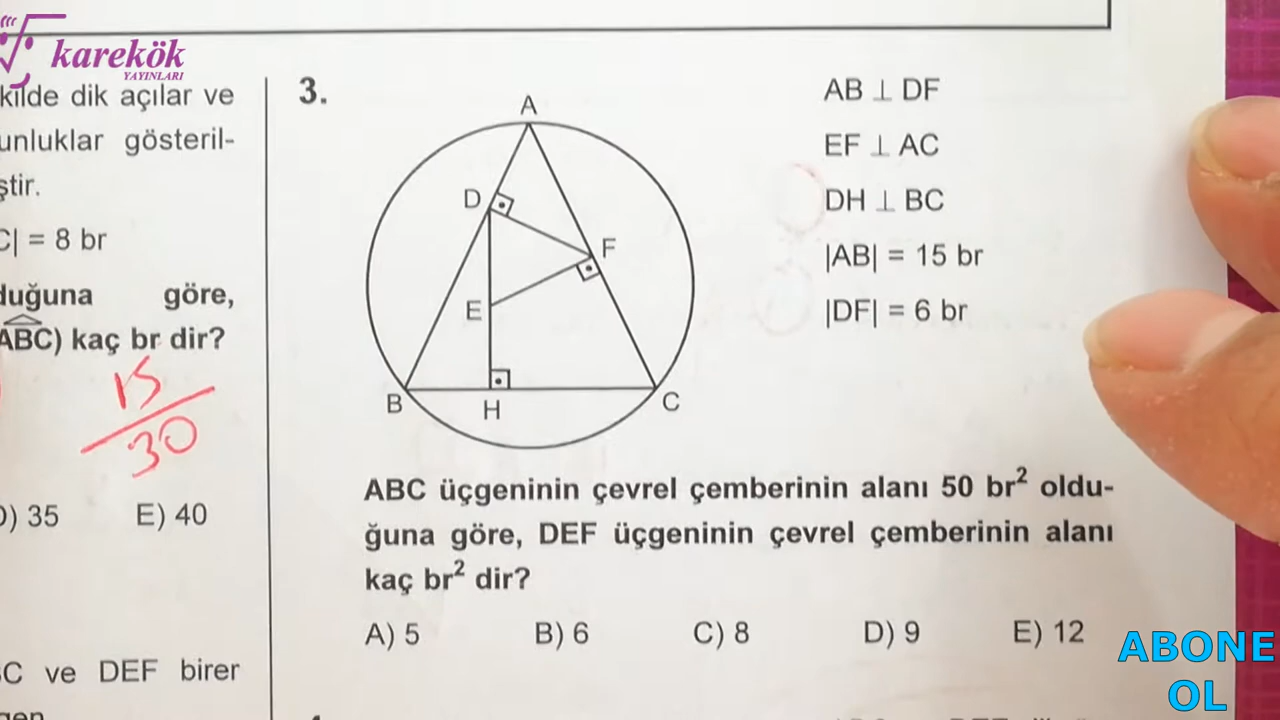 karekök
YAYINLARI
kilde dik açılar ve
unluklar gösteril-
ştir.
C| = 8 br
duğuna göre,
ABC) kaç br dir?
15
30
D) 35 E) 40
BC ve DEF birer
gen
3.
A
D
F
E
B
H
C
AB ⊥ DF
EF ⊥ AC
DH ⊥ BC
|AB| = 15 br
|DF| = 6 br
ABC üçgeninin çevrel çemberinin alanı 50 br² oldu-
ğuna göre, DEF üçgeninin çevrel çemberinin alanı
kaç br² dir?
A) 5 B) 6 C) 8 D) 9 E) 12
ABONE
OL